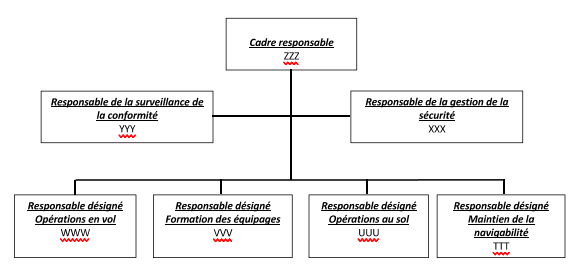 Cadre responsable
ZZZ
Responsable de la surveillance de
la conformité
YYY
Responsable de la gestion de la
sécurité
XXX
Responsable désigné
Opérations en vol
WWW
Responsable désigné
Formation des équipages
VVV
Responsable désigné
Opérations au sol
UUU
Responsable désigné
Maintien de la
navigabilité
TTT